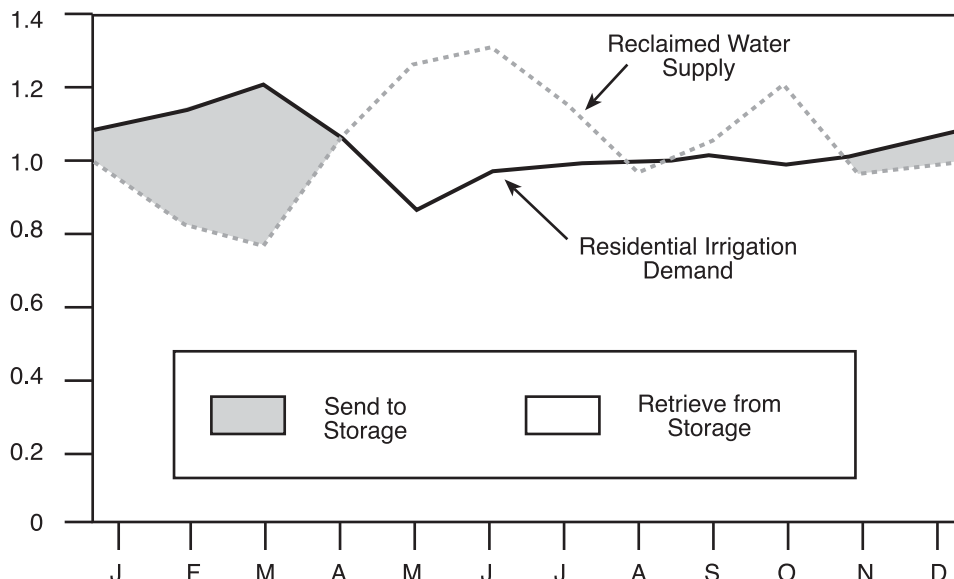 1.4
1.2
1.0
0.8
0.6
0.4
0.2
0
Reclaimed Water
Supply
Residential Irrigation
Demand
Send to
Storage
Retrieve from
Storage
J F M A M J J A S O N D